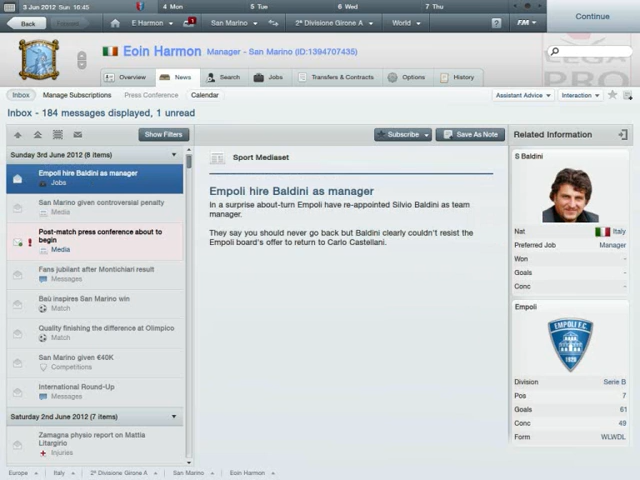 3 Jun 2012 Sun 16:45
4 Mon
5 Tue
6 Wed
7 Thu
Back
E Harmon
San Marino
2ª Divisione Girone A
World
?
FM
Continue
Eoin Harmon Manager - San Marino (ID:1394707435)
Overview
News
Search
Jobs
Transfers & Contracts
Options
History
LEGA
PRO
Inbox
Manage Subscriptions
Press Conference
Calendar
Assistant Advice
Interaction
Inbox - 184 messages displayed, 1 unread
Show Filters
Subscribe
Save As Note
Related Information
Sunday 3rd June 2012 (8 items)
Empoli hire Baldini as manager
Jobs
San Marino given controversial penalty
Media
Post-match press conference about to
begin
Media
Fans jubilant after Montichiari result
Messages
Baù inspires San Marino win
Match
Quality finishing the difference at Olimpico
Match
San Marino given €40K
Competitions
International Round-Up
Messages
Saturday 2nd June 2012 (7 items)
Zamagna physio report on Mattia
Litargirio
Injuries
Sport Mediaset
Empoli hire Baldini as manager
In a surprise about-turn Empoli have re-appointed Silvio Baldini as team
manager.
They say you should never go back but Baldini clearly couldn't resist the
Empoli board's offer to return to Carlo Castellani.
S Baldini
Nat Italy
Preferred Job Manager
Won -
Goals -
Conc -
Empoli
EMPOLI F.C.
1920
Division Serie B
Pos 7
Goals 61
Conc 49
Form WLWDL
Europe
Italy
2ª Divisione Girone A
San Marino
Eoin Harmon